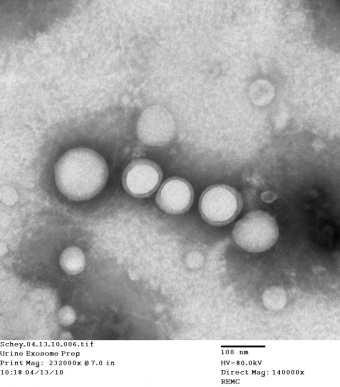 Schey.04.13.10.006.tif
Urine Exosome Prep
Print Mag: 232000x @ 7.0 in
10:18 04/13/10
100 nm
HV=80.0kV
Direct Mag: 140000x
REMC